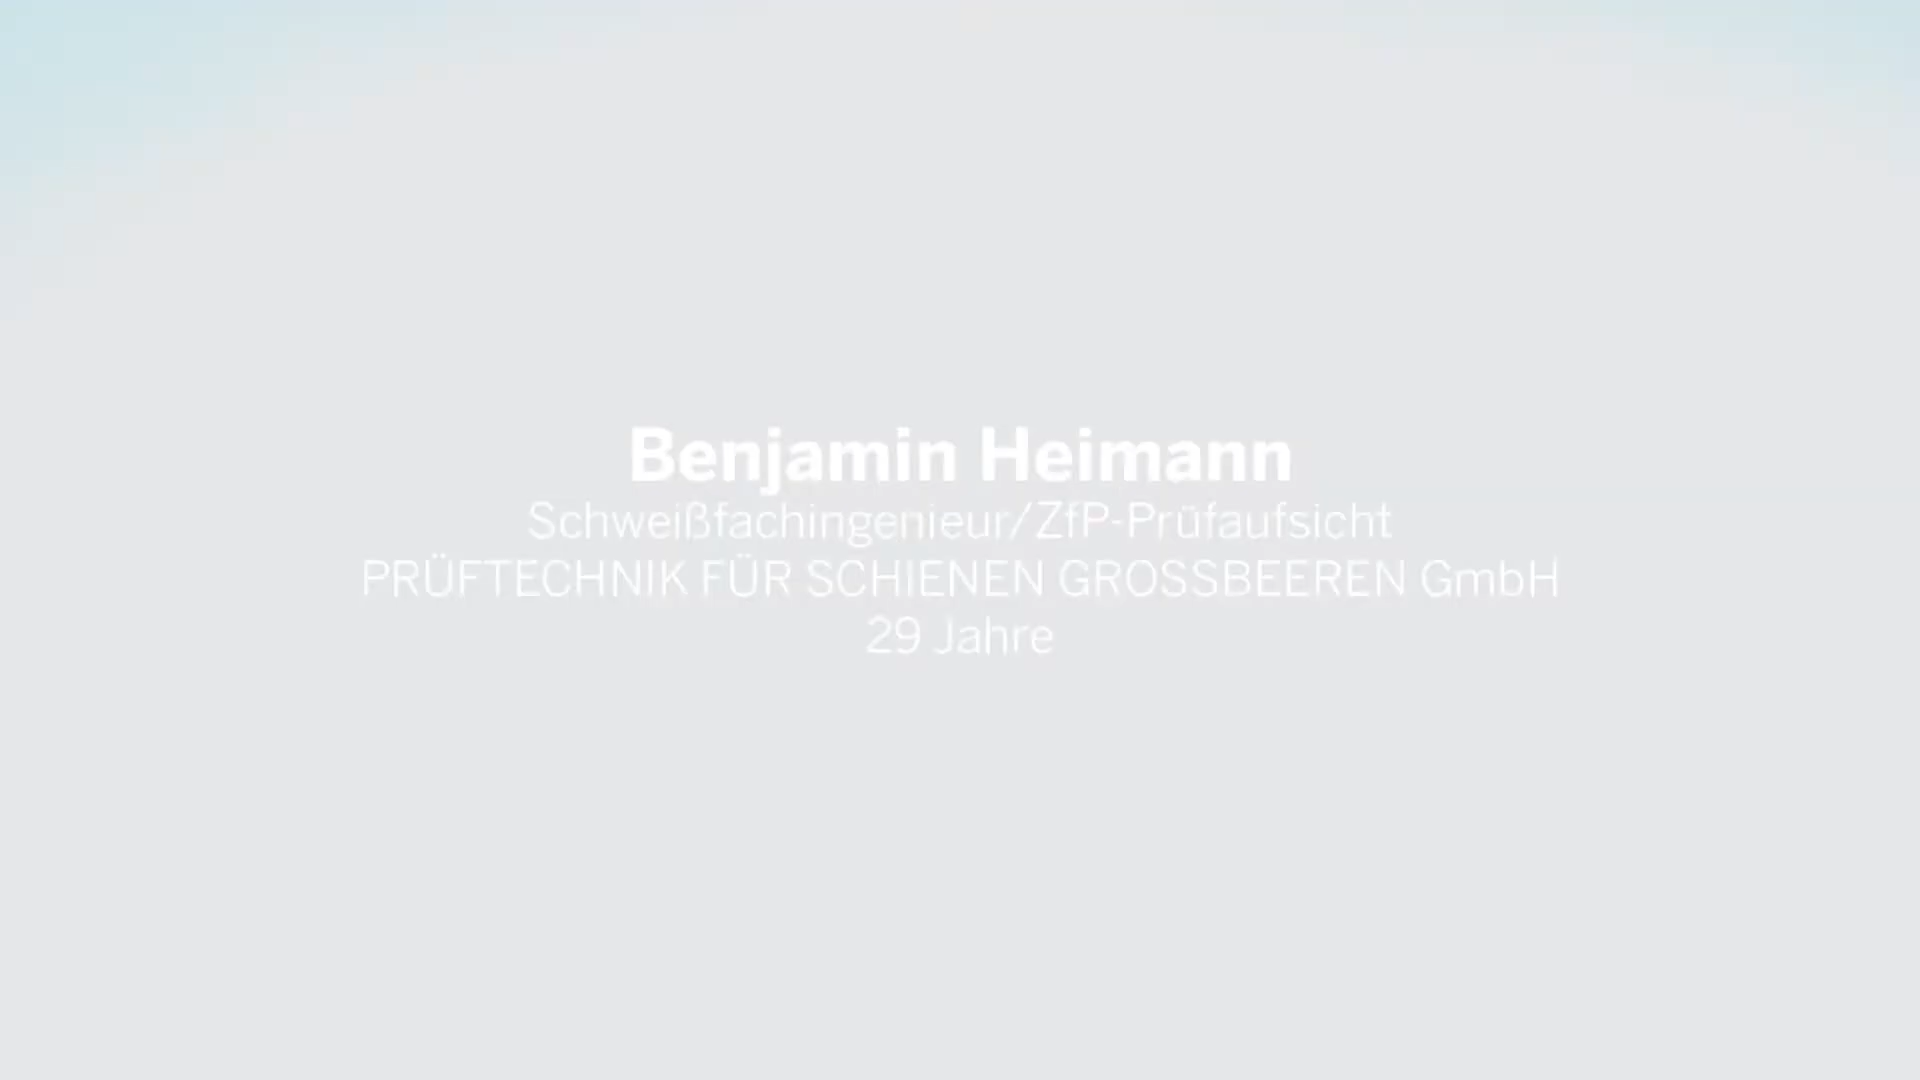 Benjamin Heimann
Schweißfachingenieur/ZfP-Prüfaufsicht
PRÜFTECHNIK FÜR SCHIENEN GROSSBEEREN GmbH
29 Jahre